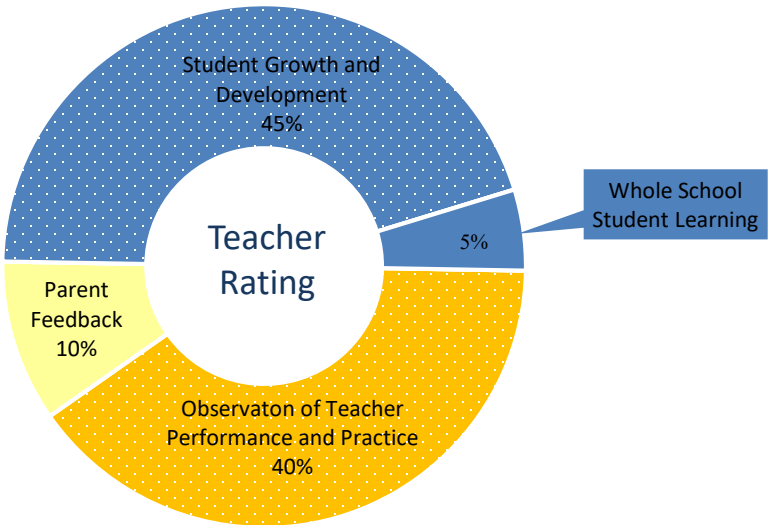 Student Growth and
Development
45%
Whole School
Student Learning
5%
Teacher
Rating
Parent
Feedback
10%
Observaton of Teacher
Performance and Practice
40%